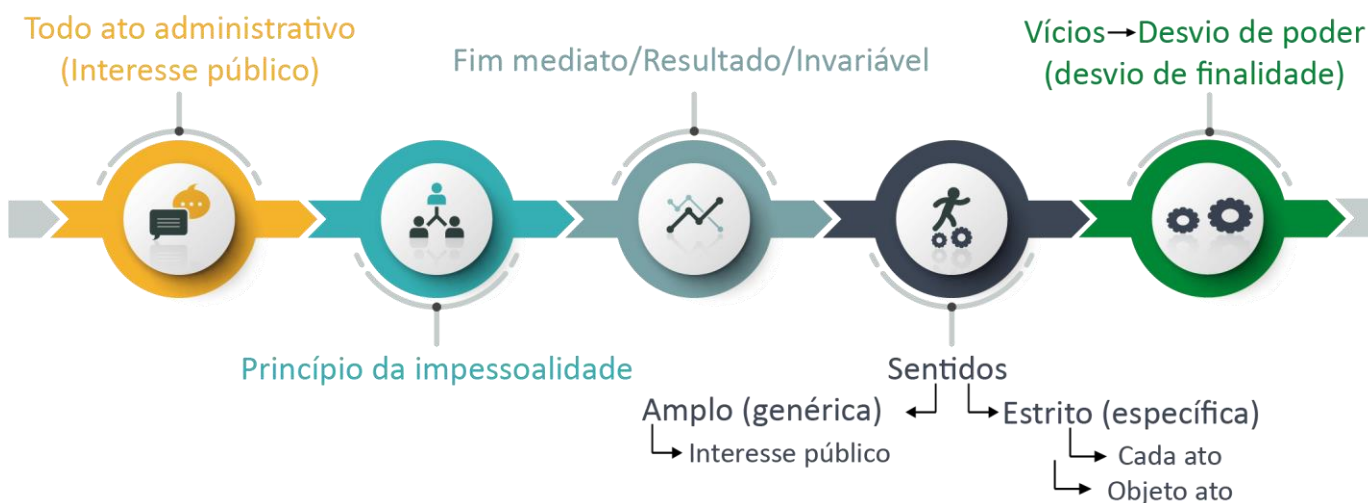 Todo ato administrativo
(Interesse público)
Princípio da impessoalidade
Fim mediato/Resultado/Invariável
Sentidos
Amplo (genérica)
Interesse público
Estrito (específica)
Cada ato
Objeto ato
Vícios→Desvio de poder
(desvio de finalidade)